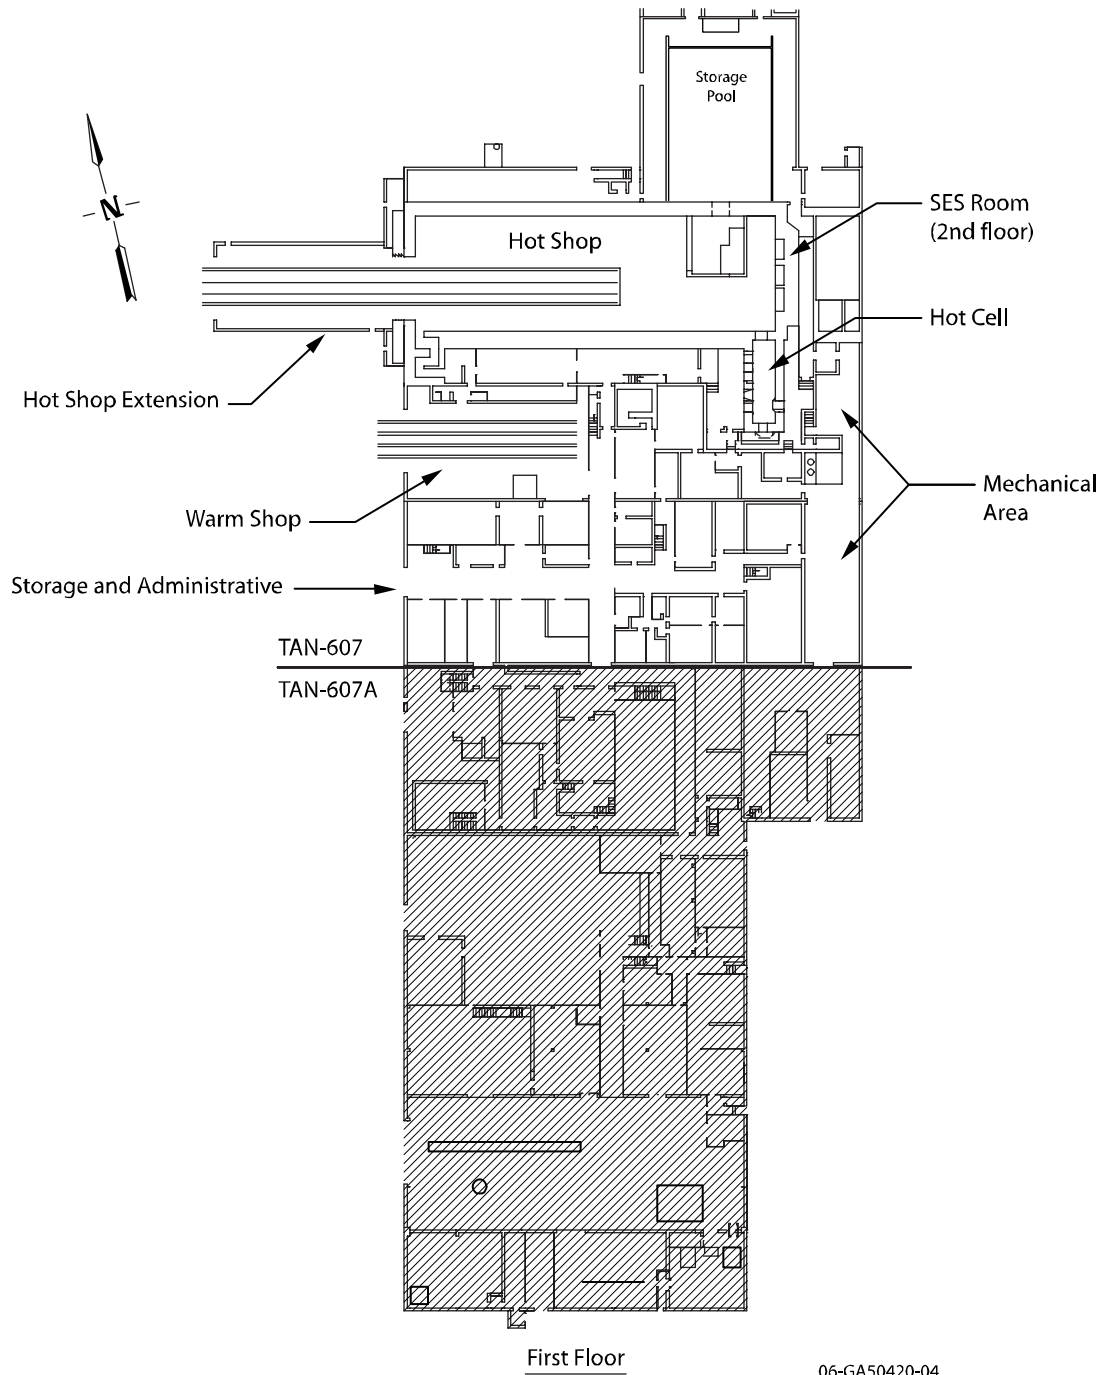 Storage
Pool
N
SES Room
(2nd floor)
Hot Shop
Hot Cell
Hot Shop Extension
Mechanical
Area
Warm Shop
Storage and Administrative
TAN-607
TAN-607A
First Floor
06-GA50420-04